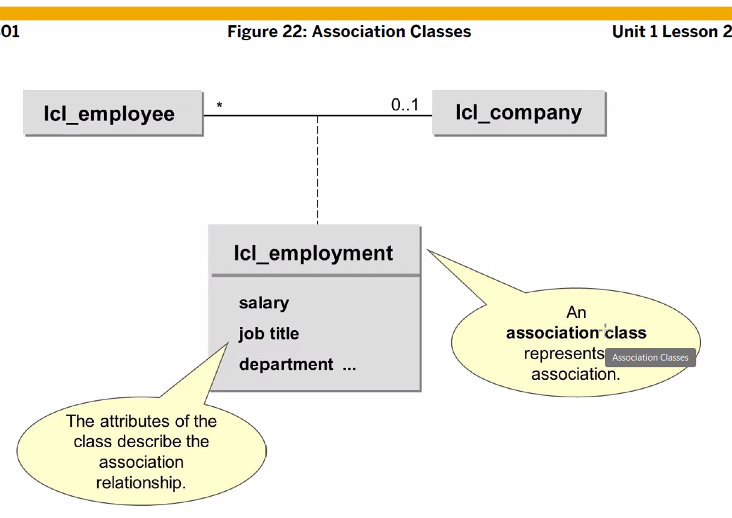 01
Figure 22: Association Classes
Unit 1 Lesson 2
lcl_employee
*
0..1
lcl_company
lcl_employment
salary
job title
department ...
An
association class
represents
association.
Association Classes
The attributes of the
class describe the
association
relationship.